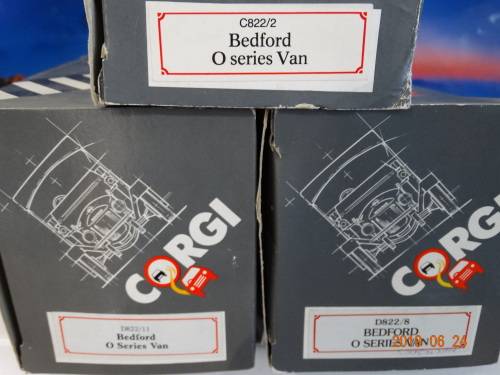 C822/2
Bedford
O series Van
CORGI
D822/11
Bedford
O Series Van
CORGI
D822/8
BEDFORD
O SERIES VAN
06 24